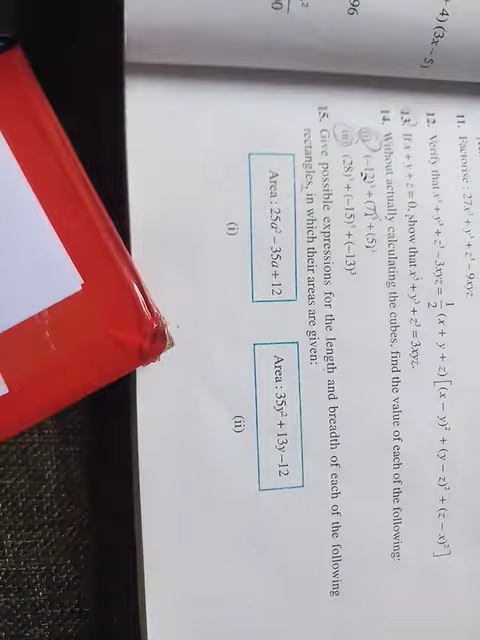 + 4) (3x – 5)
96
11. Factorise : 27x³ + y³ + z³ – 9xyz
12. Verify that x³ + y³ + z³ – 3xyz = 1/2 (x + y + z) [(x – y)² + (y – z)² + (z – x)²]
13. If x + y + z = 0, show that x³ + y³ + z³ = 3xyz.
14. Without actually calculating the cubes, find the value of each of the following:
(i) (–12)³ + (7)³ + (5)³
(ii) (28)³ + (–15)³ + (–13)³
15. Give possible expressions for the length and breadth of each of the following
rectangles, in which their areas are given:
Area : 25a² – 35a + 12
Area : 35y² + 13y –12
(i)
(ii)